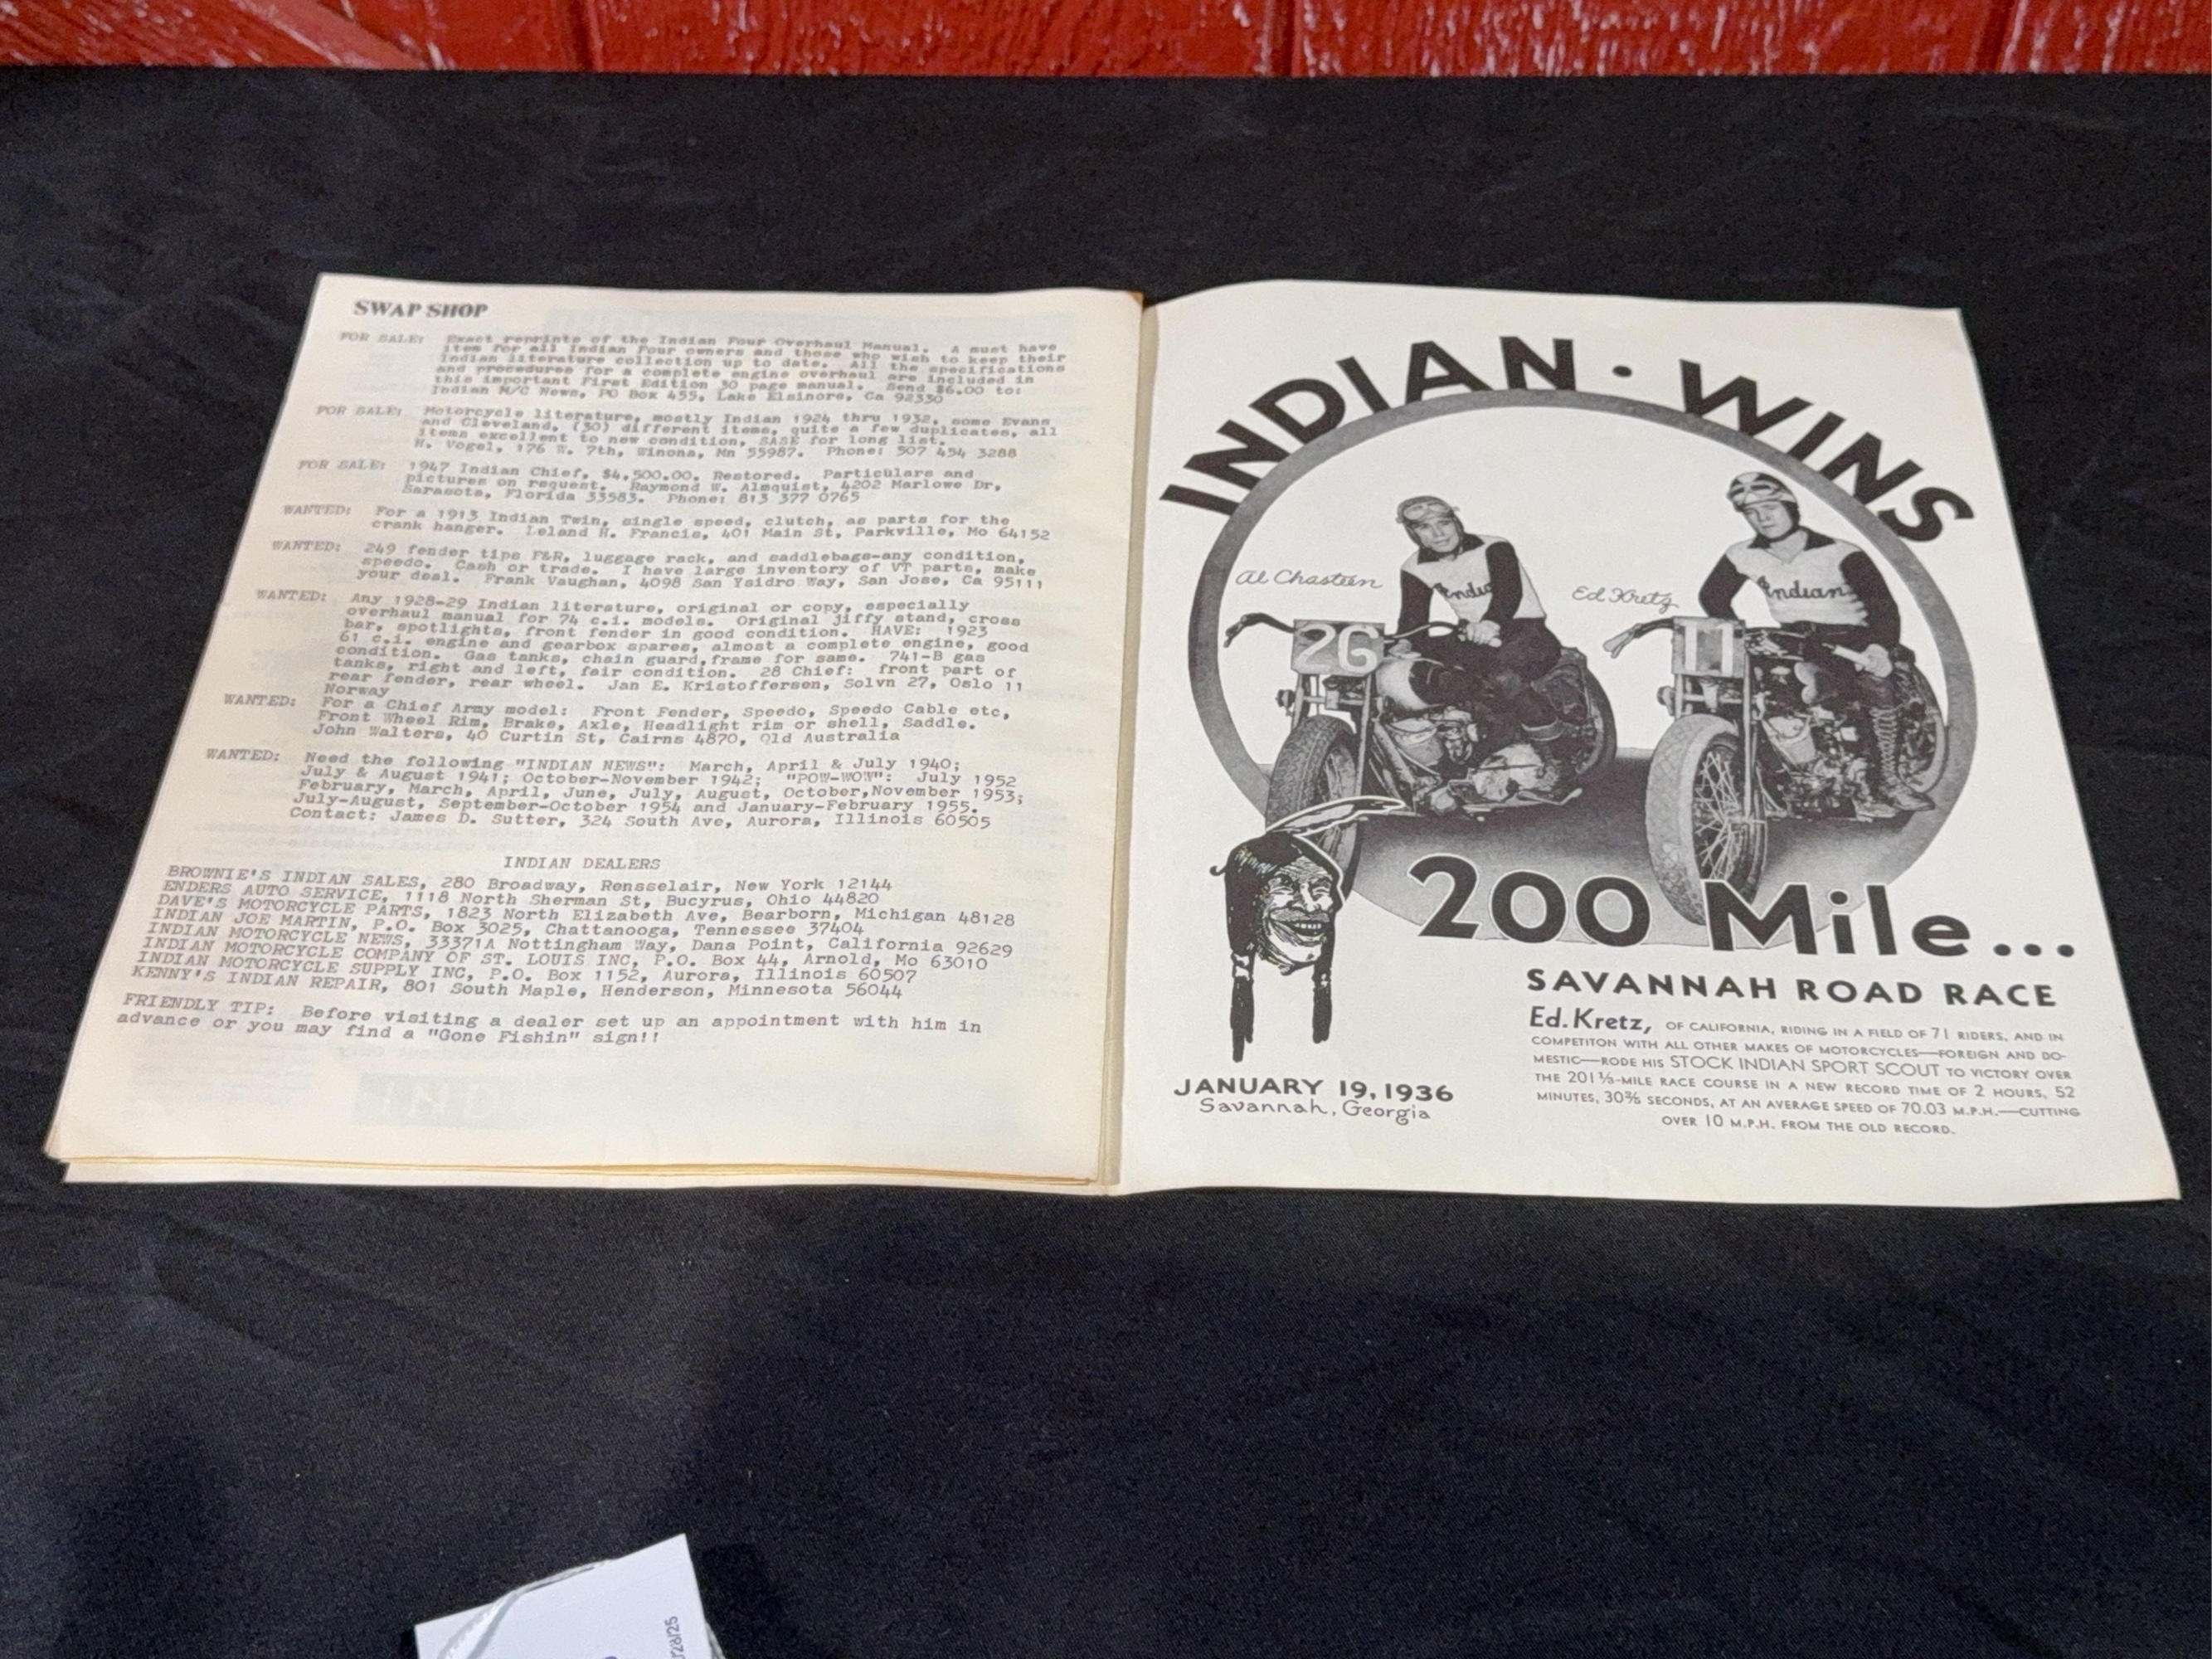 SWAP SHOP
FOR SALE: Exact reprints of the Indian Four Overhaul Manual. A must have
item for all Indian Four owners and those who wish to keep their
Indian literature collection up to date. All the specifications
and procedures for a complete engine overhaul are included in
this important First Edition 30 page manual. Send $6.00 to:
Indian M/C News, PO Box 455, Lake Elsinore, Ca 92330
FOR SALE: Motorcycle literature, mostly Indian 1924 thru 1932, some Evans
and Cleveland, (30) different items, quite a few duplicates, all
items excellent to new condition, SASE for long list.
H. Vogel, 176 W. 7th, Winona, Mn 55987. Phone: 507 454 3288
FOR SALE: 1947 Indian Chief, $4,500.00. Restored. Particulars and
pictures on request. Raymond W. Almquist, 4202 Marlowe Dr,
Sarasota, Florida 33583. Phone: 813 377 0765
WANTED: For a 1913 Indian Twin, single speed, clutch, as parts for the
crank hanger. Leland H. Francis, 401 Main St, Parkville, Mo 64152
WANTED: 249 fender tips F&R, luggage rack, and saddlebags-any condition,
speedo. Cash or trade. I have large inventory of VT parts, make
your deal. Frank Vaughan, 4098 San Ysidro Way, San Jose, Ca 95111
WANTED: Any 1928-29 Indian literature, original or copy, especially
overhaul manual for 74 c.i. models. Original jiffy stand, cross
bar, spotlights, front fender in good condition. HAVE: 1923
61 c.i. engine and gearbox spares, almost a complete engine, good
condition. Gas tanks, chain guard,frame for same. 741-B gas
tanks, right and left, fair condition. 28 Chief: front part of
rear fender, rear wheel. Jan E. Kristoffersen, Solvn 27, Oslo 11
Norway
WANTED: For a Chief Army model: Front Fender, Speedo, Speedo Cable etc,
Front Wheel Rim, Brake, Axle, Headlight rim or shell, Saddle.
John Walters, 40 Curtin St, Cairns 4870, Qld Australia
WANTED: Need the following "INDIAN NEWS": March, April & July 1940;
July & August 1941; October-November 1942; "POW-WOW": July 1952
February, March, April, June, July, August, October,November 1953;
July-August, September-October 1954 and January-February 1955.
Contact: James D. Sutter, 324 South Ave, Aurora, Illinois 60505
INDIAN DEALERS
BROWNIE'S INDIAN SALES, 280 Broadway, Rensselair, New York 12144
ENDERS AUTO SERVICE, 1118 North Sherman St, Bucyrus, Ohio 44820
DAVE'S MOTORCYCLE PARTS, 1823 North Elizabeth Ave, Bearborn, Michigan 48128
INDIAN JOE MARTIN, P.O. Box 3025, Chattanooga, Tennessee 37404
INDIAN MOTORCYCLE NEWS, 33371A Nottingham Way, Dana Point, California 92629
INDIAN MOTORCYCLE COMPANY OF ST. LOUIS INC, P.O. Box 44, Arnold, Mo 63010
INDIAN MOTORCYCLE SUPPLY INC, P.O. Box 1152, Aurora, Illinois 60507
KENNY'S INDIAN REPAIR, 801 South Maple, Henderson, Minnesota 56044
FRIENDLY TIP: Before visiting a dealer set up an appointment with him in
advance or you may find a "Gone Fishin" sign!!
INDIAN · WINS
Al Chasteen
Ed Kretz
Indian
Indian
26
11
200 Mile...
SAVANNAH ROAD RACE
Ed. Kretz, OF CALIFORNIA, RIDING IN A FIELD OF 71 RIDERS, AND IN
COMPETITON WITH ALL OTHER MAKES OF MOTORCYCLES—FOREIGN AND DO-
MESTIC—RODE HIS STOCK INDIAN SPORT SCOUT TO VICTORY OVER
THE 201⅓-MILE RACE COURSE IN A NEW RECORD TIME OF 2 HOURS, 52
MINUTES, 30⅗ SECONDS, AT AN AVERAGE SPEED OF 70.03 M.P.H.—CUTTING
OVER 10 M.P.H. FROM THE OLD RECORD.
JANUARY 19, 1936
Savannah, Georgia